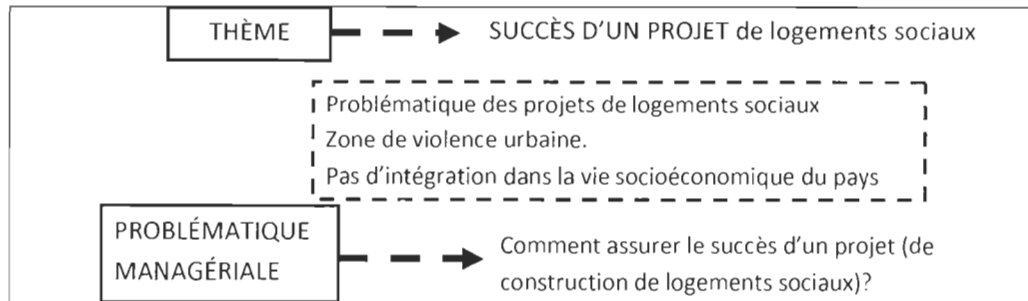 THÈME
SUCCÈS D'UN PROJET de logements sociaux
Problématique des projets de logements sociaux
Zone de violence urbaine.
Pas d'intégration dans la vie socioéconomique du pays
PROBLÉMATIQUE
MANAGÉRIALE
Comment assurer le succès d'un projet (de
construction de logements sociaux)?